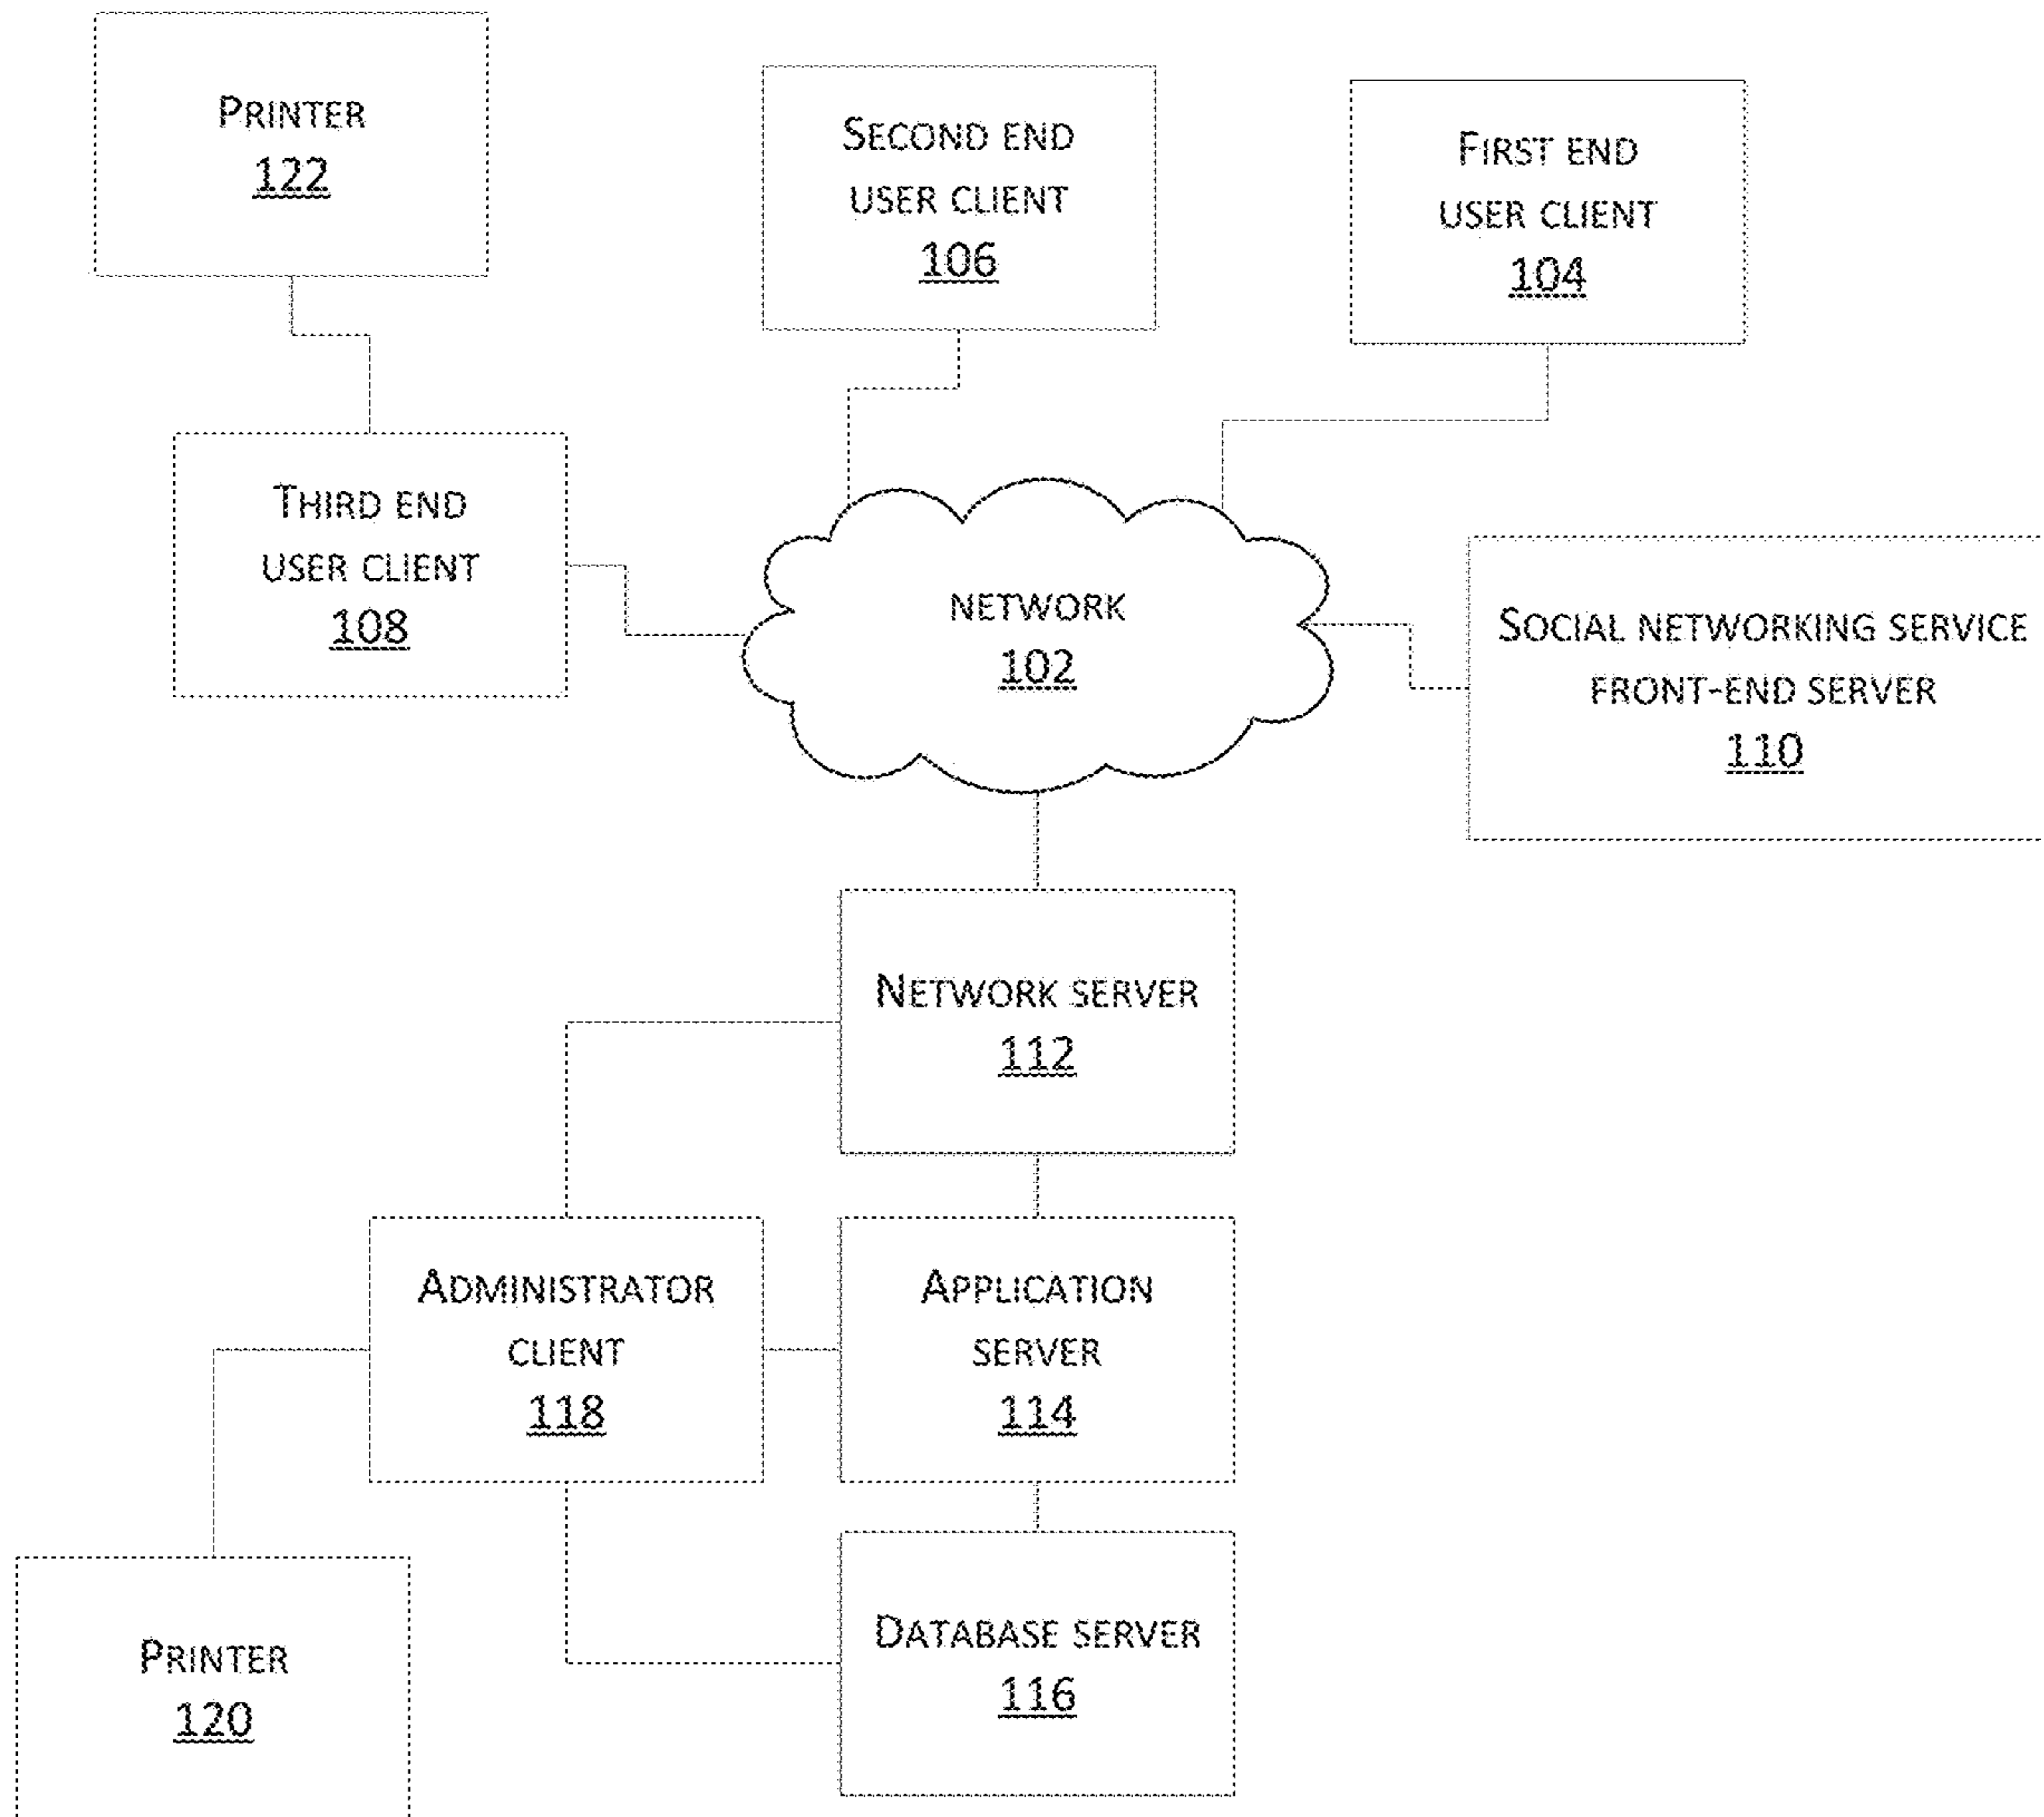 Printer
122
Second end
user client
106
First end
user client
104
Third end
user client
108
network
102
Social networking service
front-end server
110
Network server
112
Administrator
client
118
Application
server
114
Printer
120
Database server
116